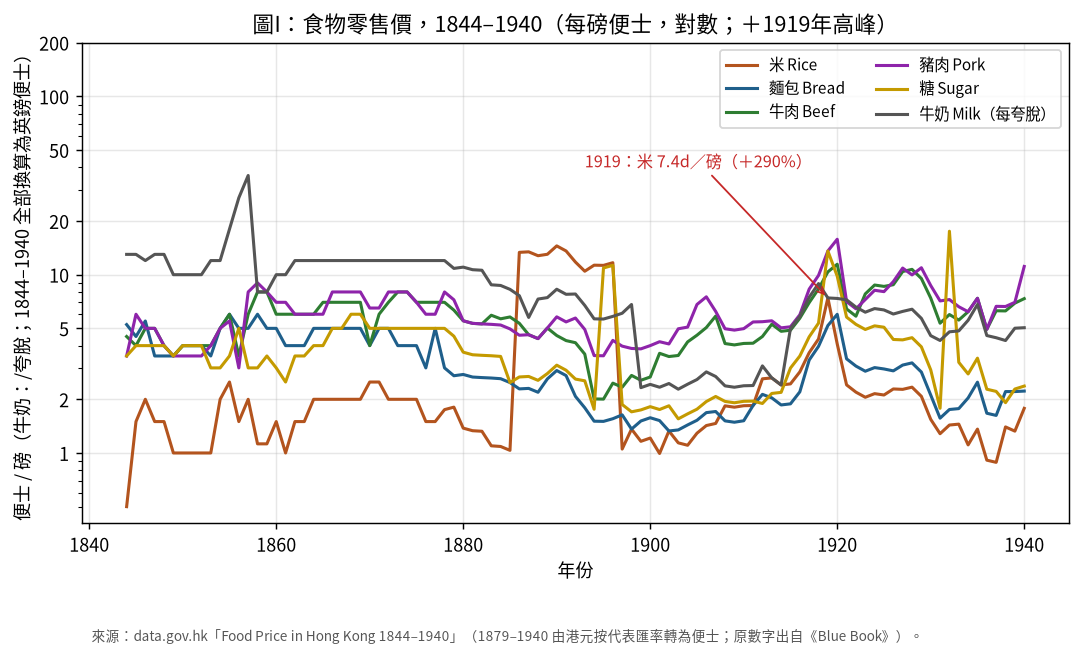 圖I：食物零售價，1844–1940（每磅便士，對數；＋1919年高峰）
便士 / 磅（牛奶：/夸脫；1844–1940 全部換算為英鎊便士）
200
100
50
20
10
5
2
1
米 Rice
麵包 Bread
牛肉 Beef
豬肉 Pork
糖 Sugar
牛奶 Milk（每夸脫）
1919：米 7.4d／磅（＋290%）
1840
1860
1880
1900
1920
1940
年份
來源：data.gov.hk「Food Price in Hong Kong 1844–1940」（1879–1940 由港元按代表匯率轉為便士；原數字出自《Blue Book》）。